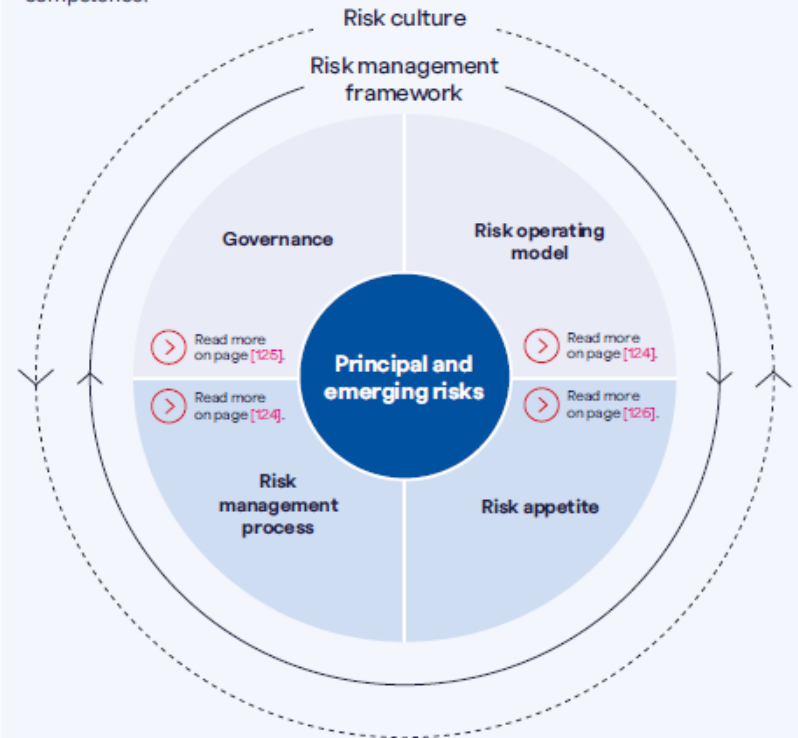 competence.
Risk culture
Risk management
framework
Governance
Risk operating
model
Read more
on page [125].
Read more
on page [124].
Principal and
emerging risks
Read more
on page [124].
Read more
on page [126].
Risk
management
process
Risk appetite